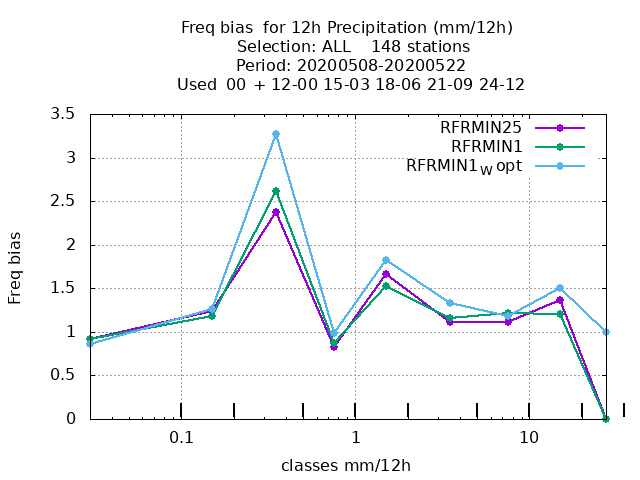 Freq bias  for 12h Precipitation (mm/12h)
Selection: ALL    148 stations
Period: 20200508-20200522
Used  00 + 12-00 15-03 18-06 21-09 24-12
3.5
3
2.5
2
1.5
1
0.5
0
Freq bias
RFRMIN25
RFRMIN1
RFRMIN1W opt
0.1
1
10
classes mm/12h